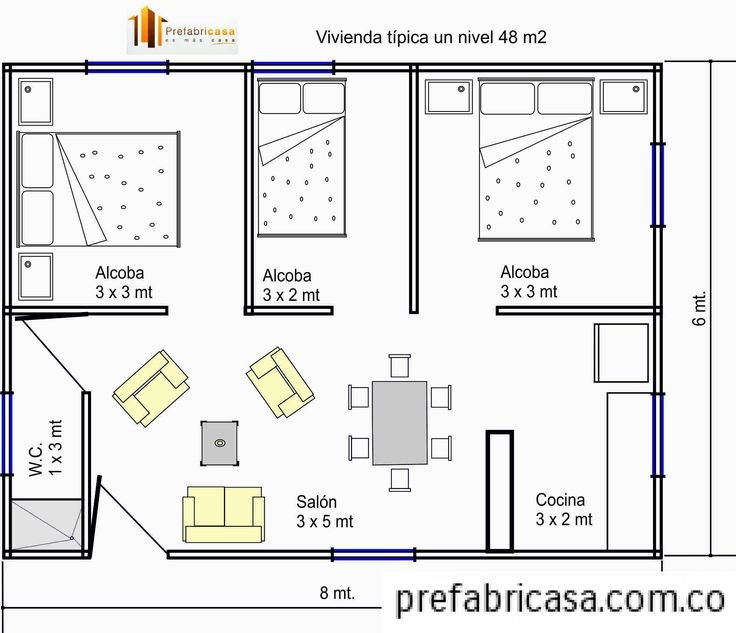 Prefabricasa
es más casa
Vivienda típica un nivel 48 m2
Alcoba
3 x 3 mt
Alcoba
3 x 2 mt
Alcoba
3 x 3 mt
6 mt.
W.C.
1 x 3 mt
Salón
3 x 5 mt
Cocina
3 x 2 mt
8 mt.
prefabricasa.com.co